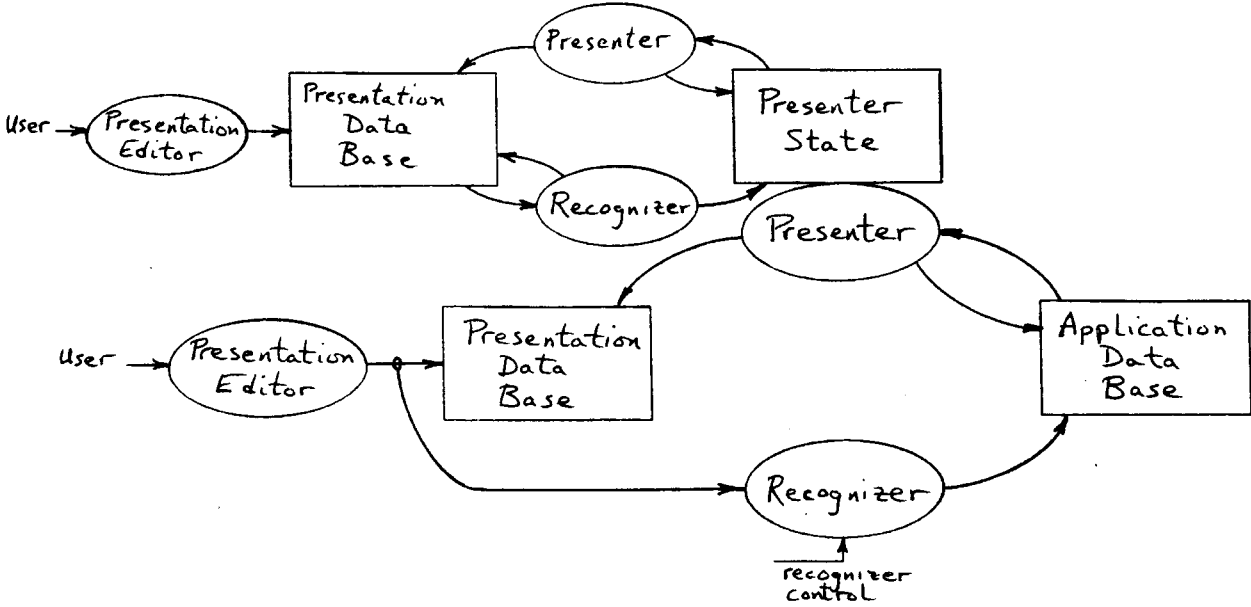 Presenter
Presentation
Data
Base
Presenter
State
User
Presentation
Editor
Recognizer
Presenter
Presentation
Data
Base
Application
Data
Base
User
Presentation
Editor
Recognizer
recognizer
control